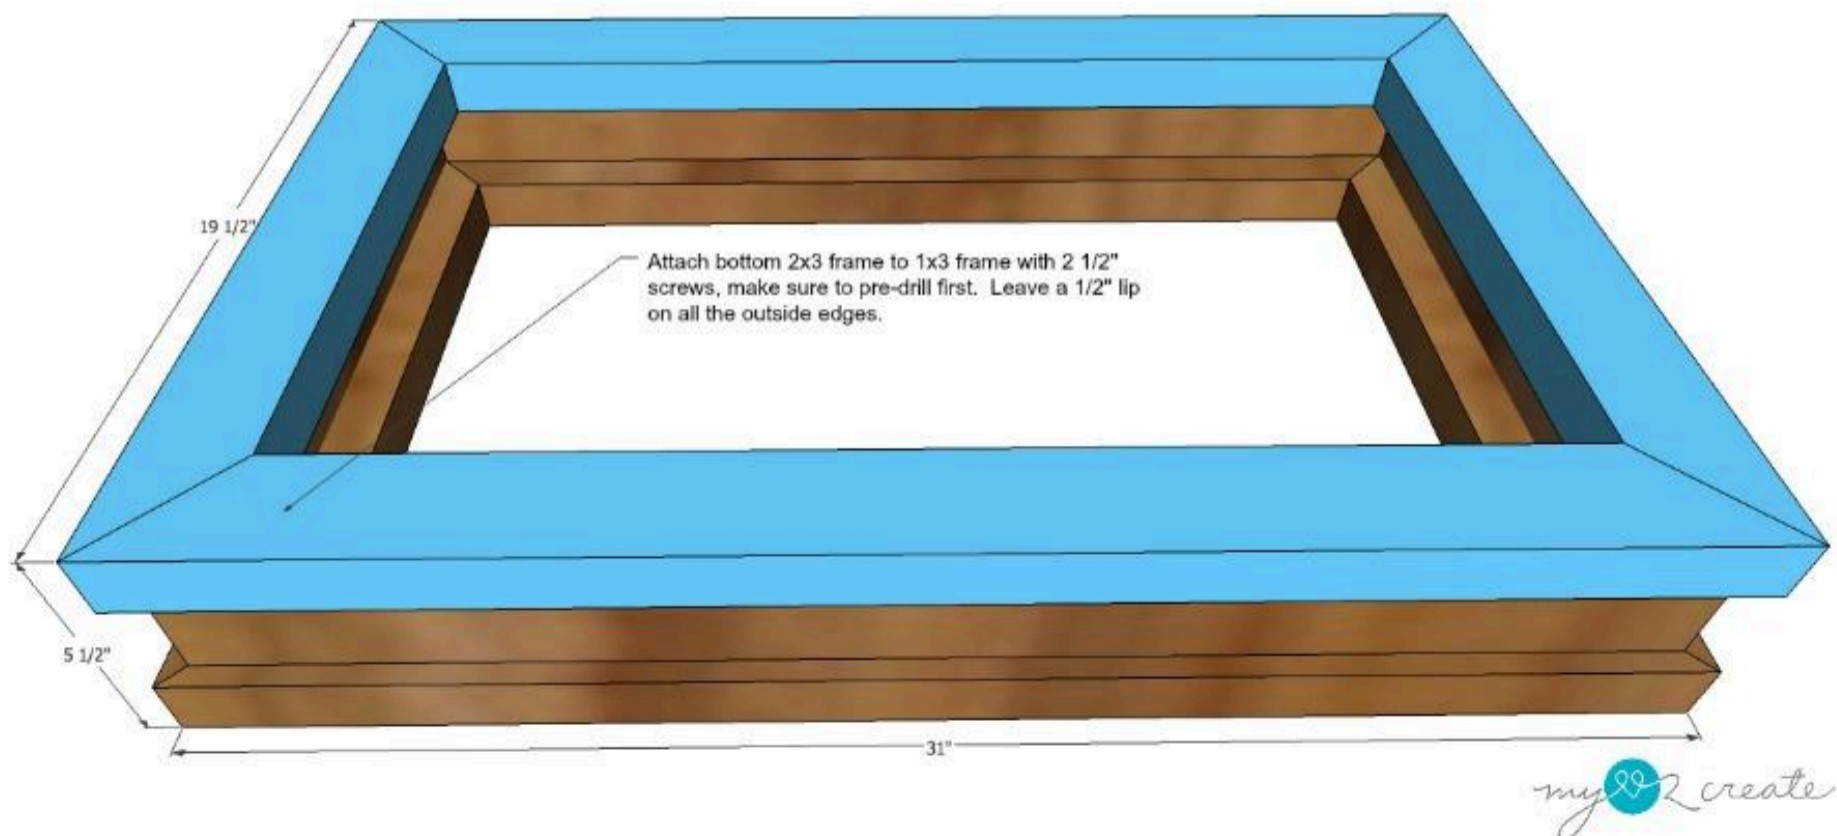 19 1/2"
Attach bottom 2x3 frame to 1x3 frame with 2 1/2"
screws, make sure to pre-drill first.  Leave a 1/2" lip
on all the outside edges.
5 1/2"
31"
my 2 create